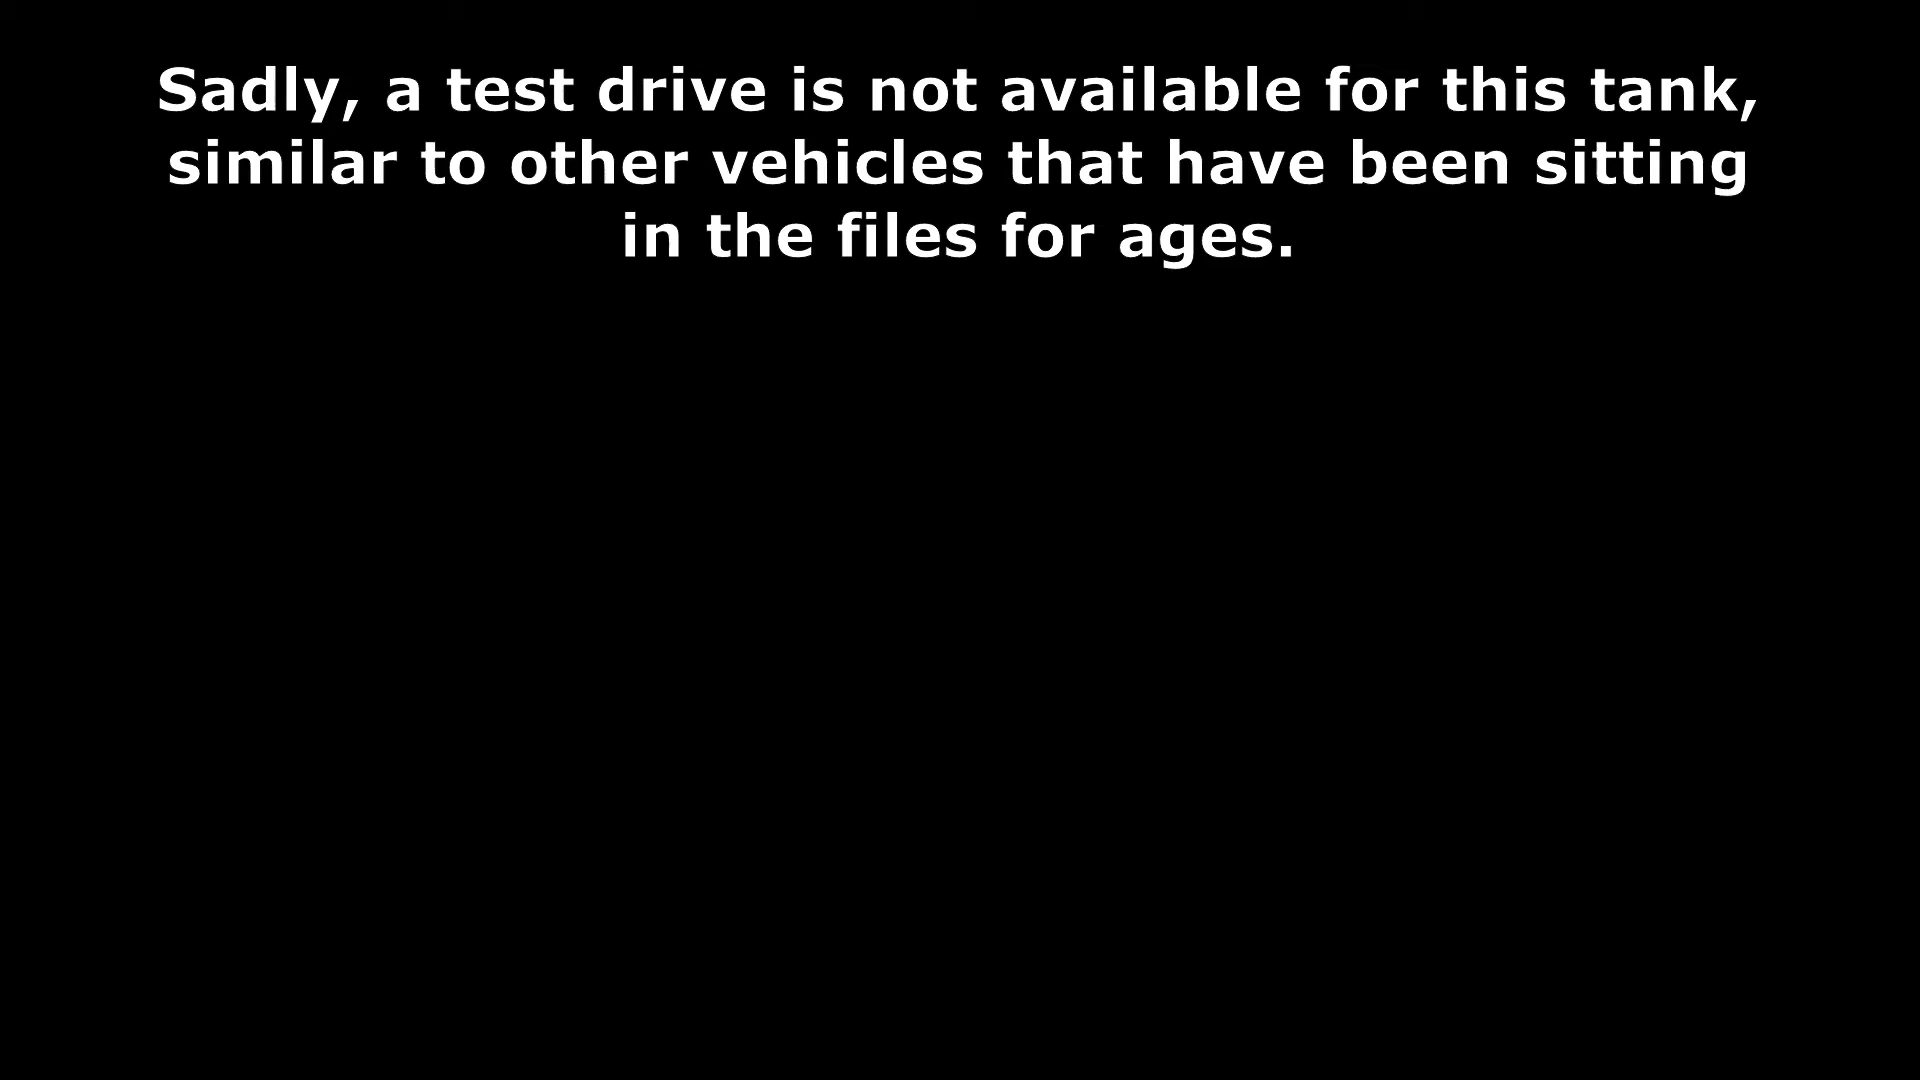 Sadly, a test drive is not available for this tank,
similar to other vehicles that have been sitting
in the files for ages.